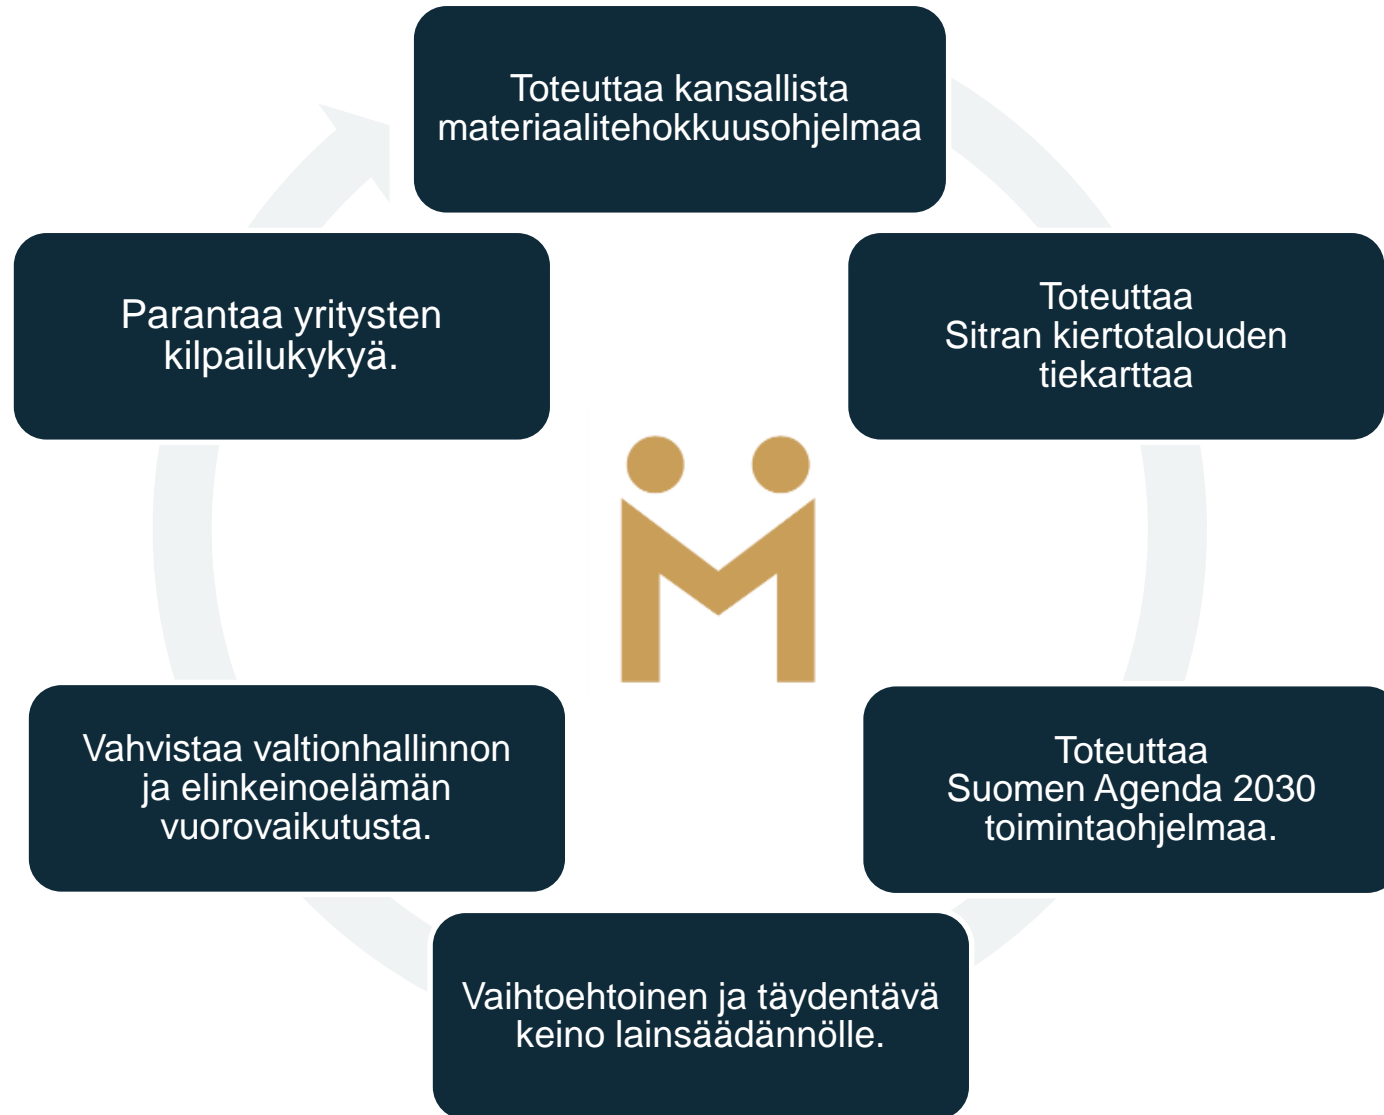 Toteuttaa kansallista
materiaalitehokkuusohjelmaa
Toteuttaa
Sitran kiertotalouden
tiekarttaa
Toteuttaa
Suomen Agenda 2030
toimintaohjelmaa.
Vaihtoehtoinen ja täydentävä
keino lainsäädännölle.
Vahvistaa valtionhallinnon
ja elinkeinoelämän
vuorovaikutusta.
Parantaa yritysten
kilpailukykyä.